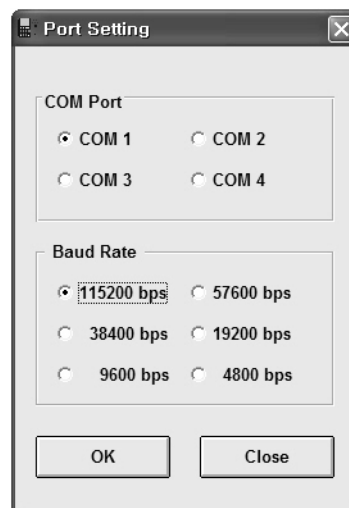 Port Setting
COM Port
COM 1 COM 2
COM 3 COM 4
Baud Rate
115200 bps 57600 bps
38400 bps 19200 bps
9600 bps 4800 bps
OK Close